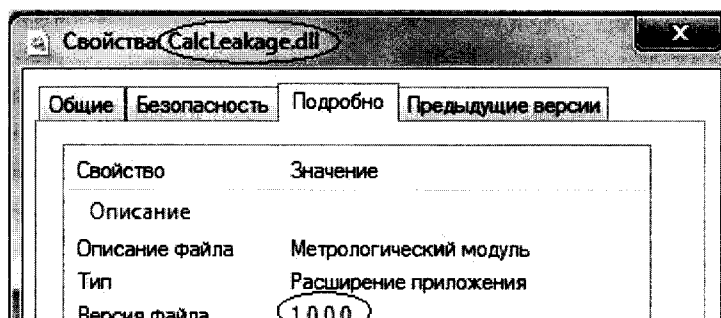 Свойства: CalcLeakage.dll
Общие Безопасность Подробно Предыдущие версии
Свойство Значение
Описание
Описание файла Метрологический модуль
Тип Расширение приложения
Версия файла 1.0.0.0